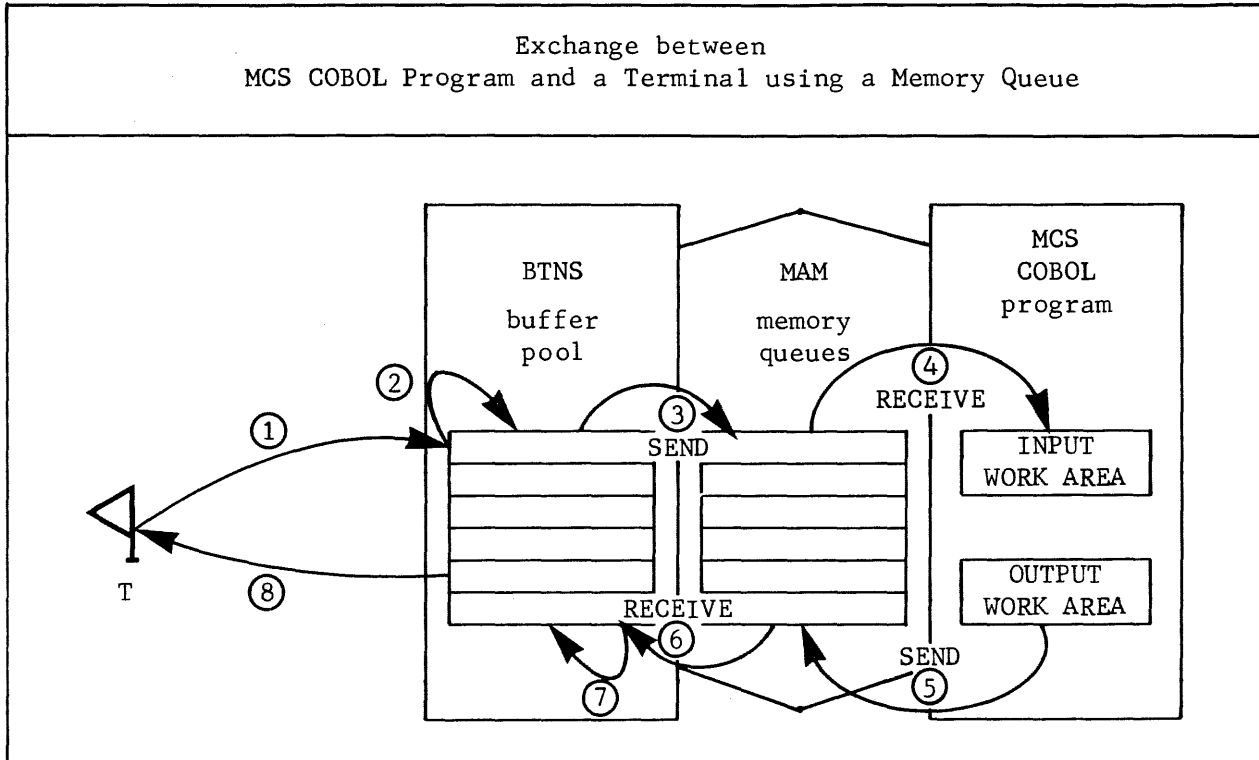 Exchange between
MCS COBOL Program and a Terminal using a Memory Queue
BTNS
buffer
pool
MAM
memory
queues
MCS
COBOL
program
2
4
RECEIVE
1
3
SEND
INPUT
WORK AREA
T
8
RECEIVE
6
OUTPUT
WORK AREA
SEND
5
7